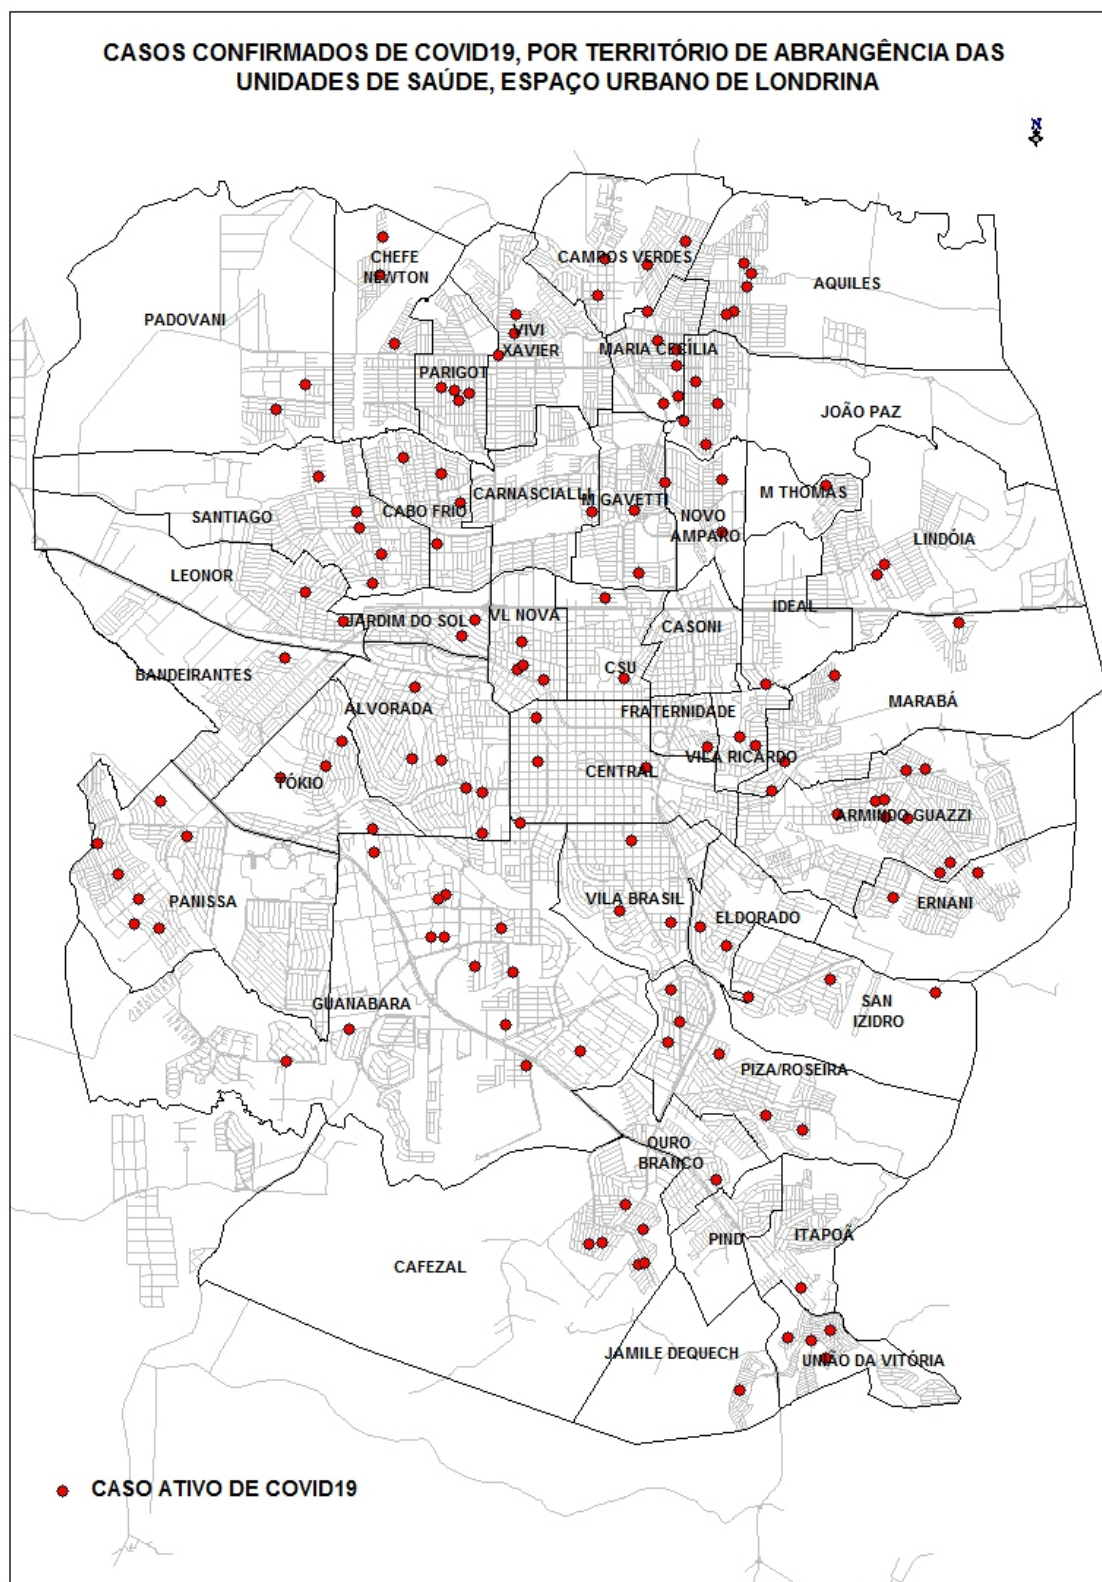 CASOS CONFIRMADOS DE COVID19, POR TERRITÓRIO DE ABRANGÊNCIA DAS
UNIDADES DE SAÚDE, ESPAÇO URBANO DE LONDRINA
N
CAMPOS VERDES
CHEFE
NEWTON
AQUILES
PADOVANI
VIVI
XAVIER
MARIA CECÍLIA
PARIGOT
JOÃO PAZ
CARNASCIALLI
M GAVETTI
M THOMAS
SANTIAGO
CABO FRIO
NOVO
AMPARO
LINDÓIA
LEONOR
IDEAL
JARDIM DO SOL
VL NOVA
CASONI
BANDEIRANTES
CSU
ALVORADA
FRATERNIDADE
MARABÁ
VILA RICARDO
CENTRAL
TÓKIO
ARMINDO GUAZZI
PANISSA
VILA BRASIL
ERNANI
ELDORADO
GUANABARA
SAN
IZIDRO
PIZA/ROSEIRA
OURO
BRANCO
PIND
ITAPOÃ
CAFEZAL
JAMILE DEQUECH
UNIÃO DA VITÓRIA
CASO ATIVO DE COVID19